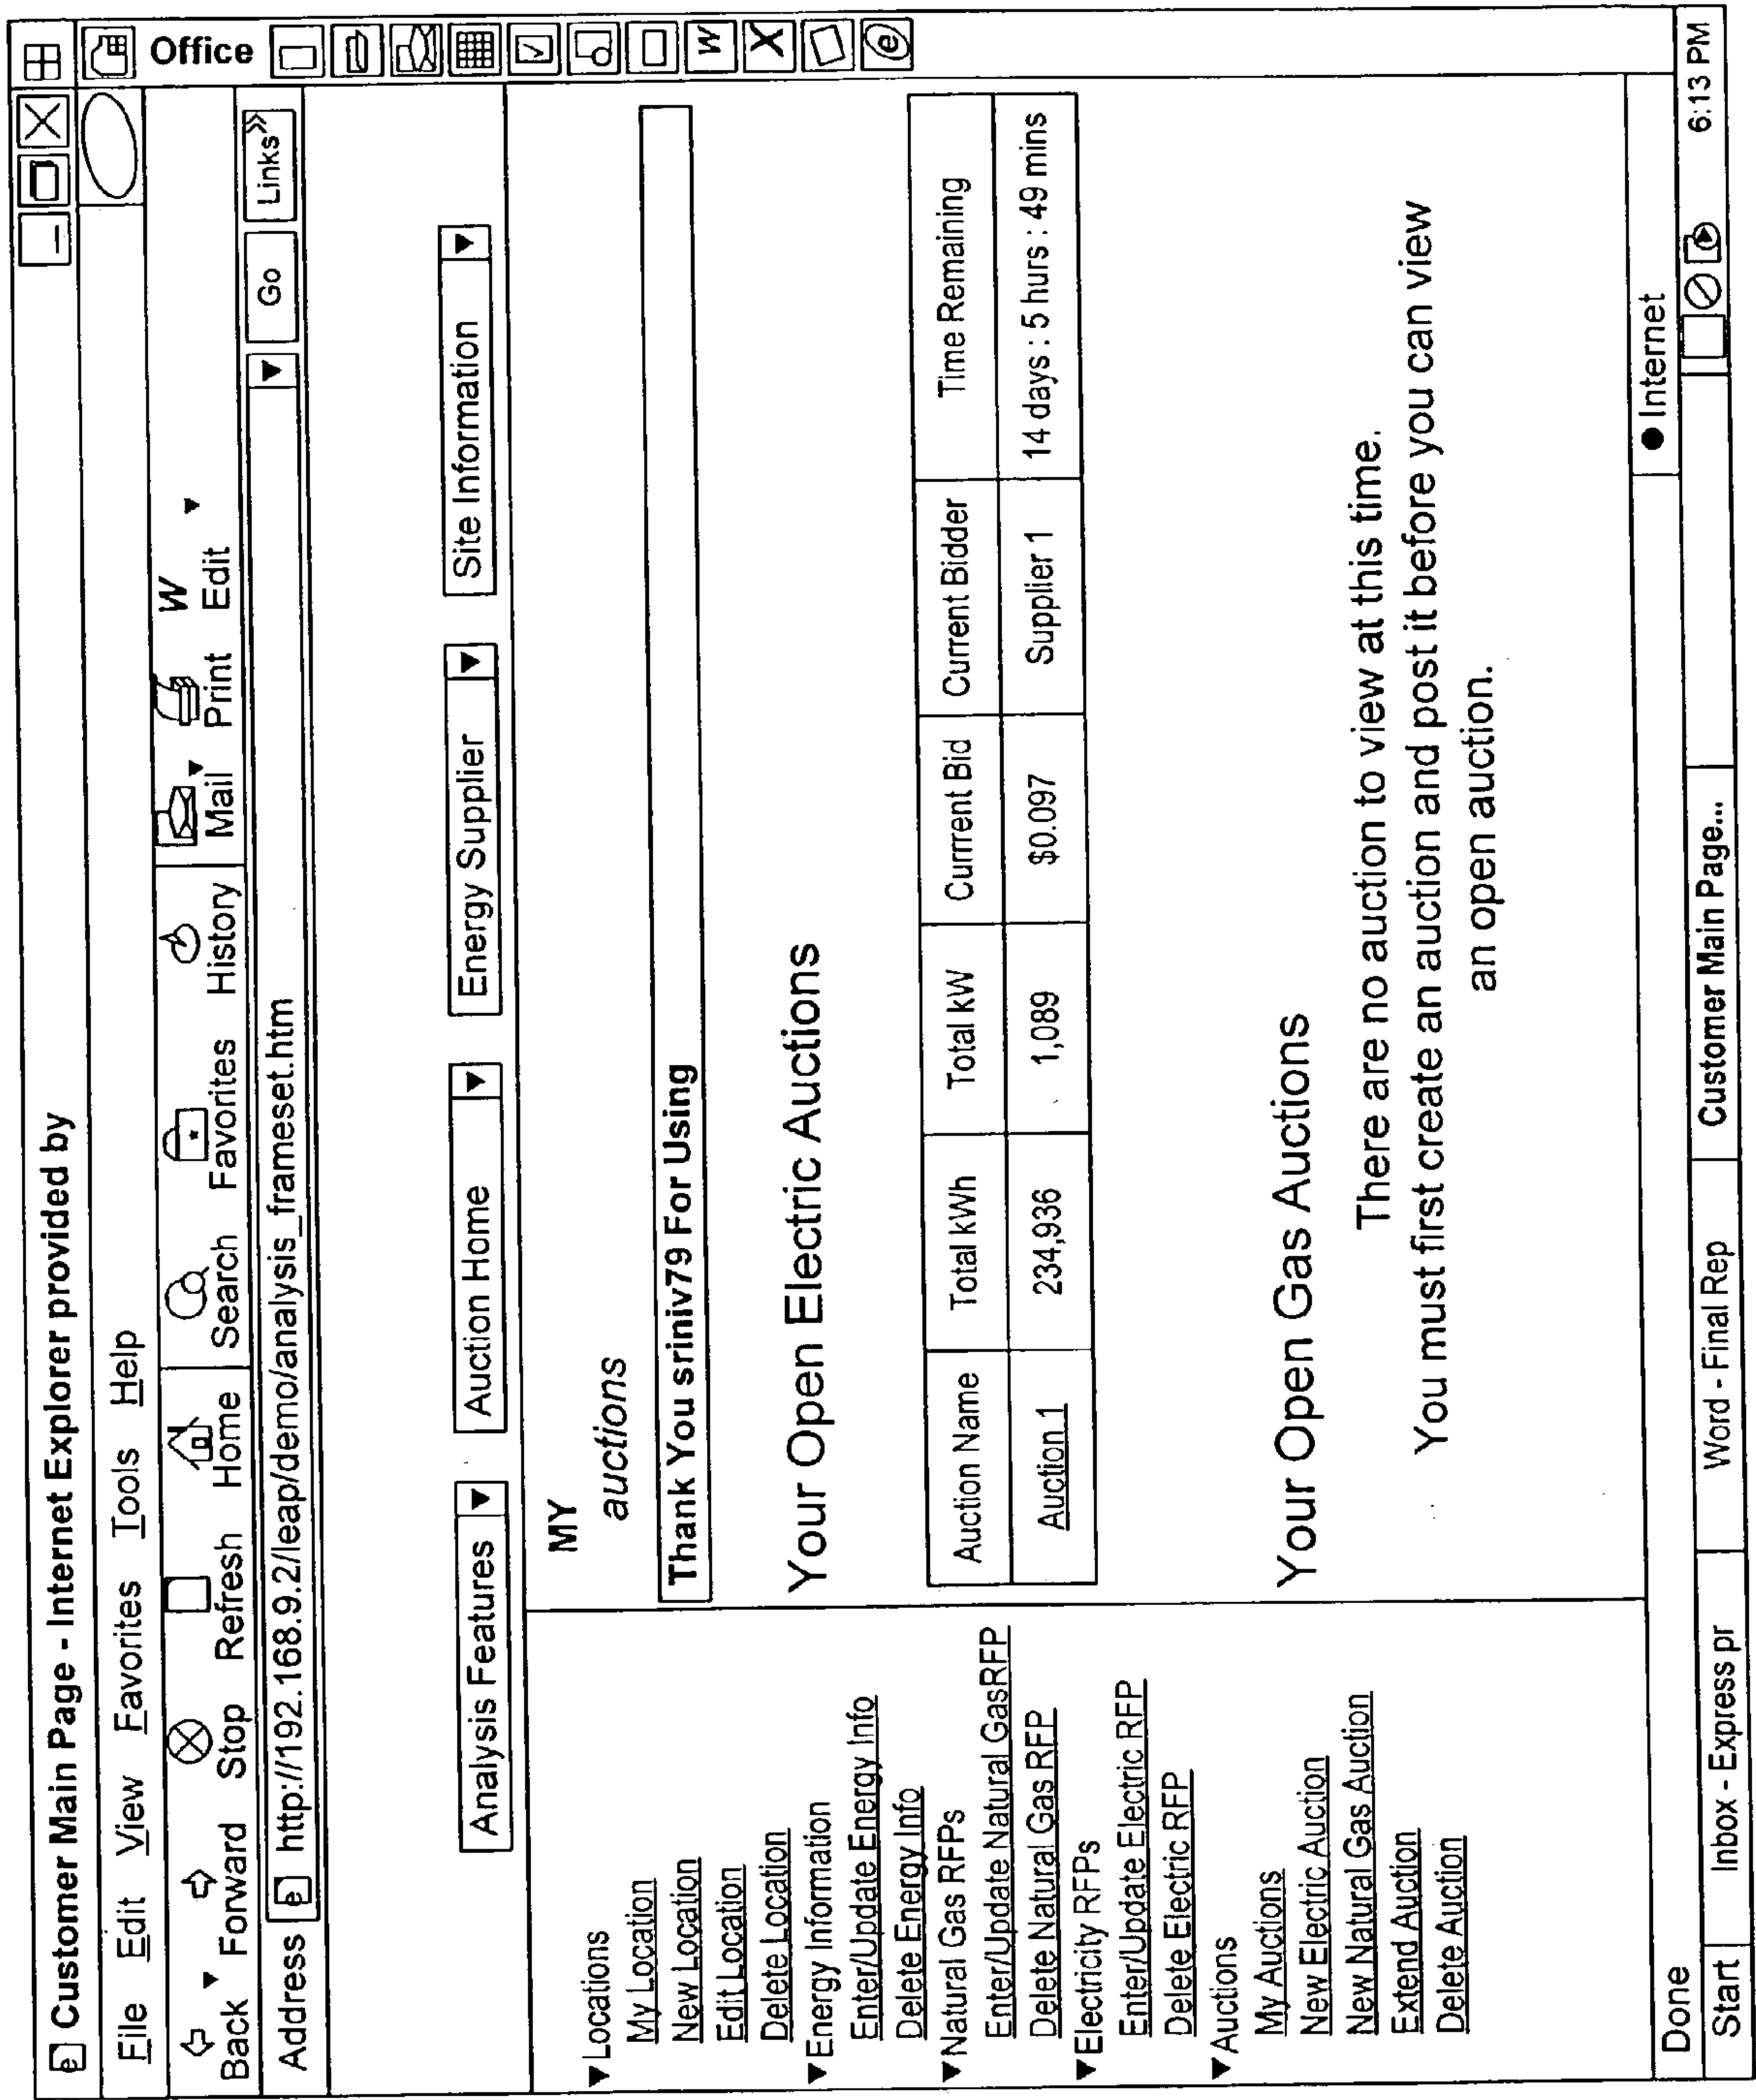 Customer Main Page - Internet Explorer provided by
File Edit View Favorites Tools Help
Back Forward Stop Refresh Home Search Favorites History Mail Print Edit
W
Address http://192.168.9.2/leap/demo/analysis_frameset.htm Go Links»
Office
W
X
e
Analysis Features Auction Home Energy Supplier Site Information
Locations
My Location
New Location
Edit Location
Delete Location
Energy Information
Enter/Update Energy Info
Delete Energy Info
Natural Gas RFPs
Enter/Update Natural GasRFP
Delete Natural Gas RFP
Electricity RFPs
Enter/Update Electric RFP
Delete Electric RFP
Auctions
My Auctions
New Electric Auction
New Natural Gas Auction
Extend Auction
Delete Auction
MY
auctions
Thank You sriniv79 For Using
Your Open Electric Auctions
Auction Name Total kWh Total kW Current Bid Current Bidder Time Remaining
Auction 1 234,936 1,089 $0.097 Supplier 1 14 days : 5 hurs : 49 mins
Your Open Gas Auctions
There are no auction to view at this time.
You must first create an auction and post it before you can view
an open auction.
Done Internet
Start Inbox - Express pr Word - Final Rep Customer Main Page... 6:13 PM